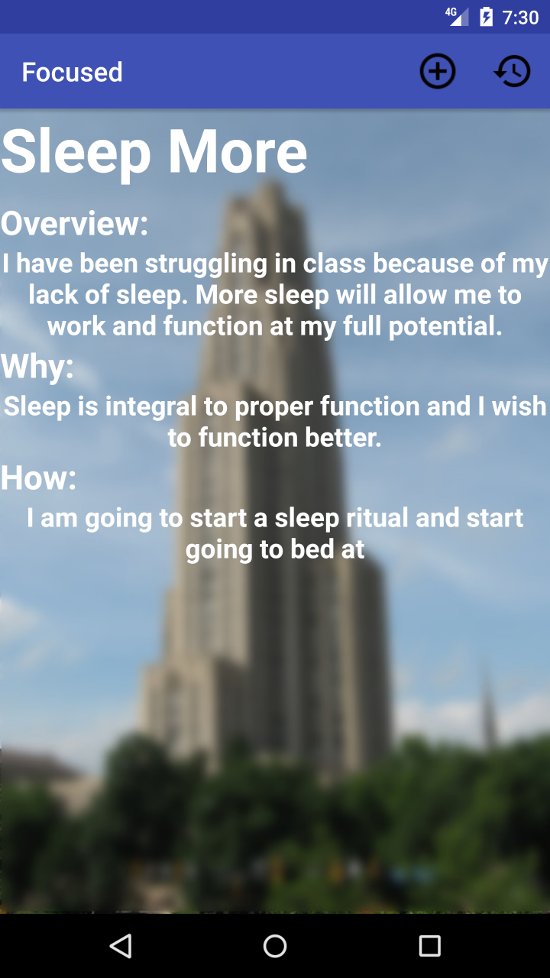 4G 7:30
Focused
Sleep More
Overview:
I have been struggling in class because of my
lack of sleep. More sleep will allow me to
work and function at my full potential.
Why:
Sleep is integral to proper function and I wish
to function better.
How:
I am going to start a sleep ritual and start
going to bed at